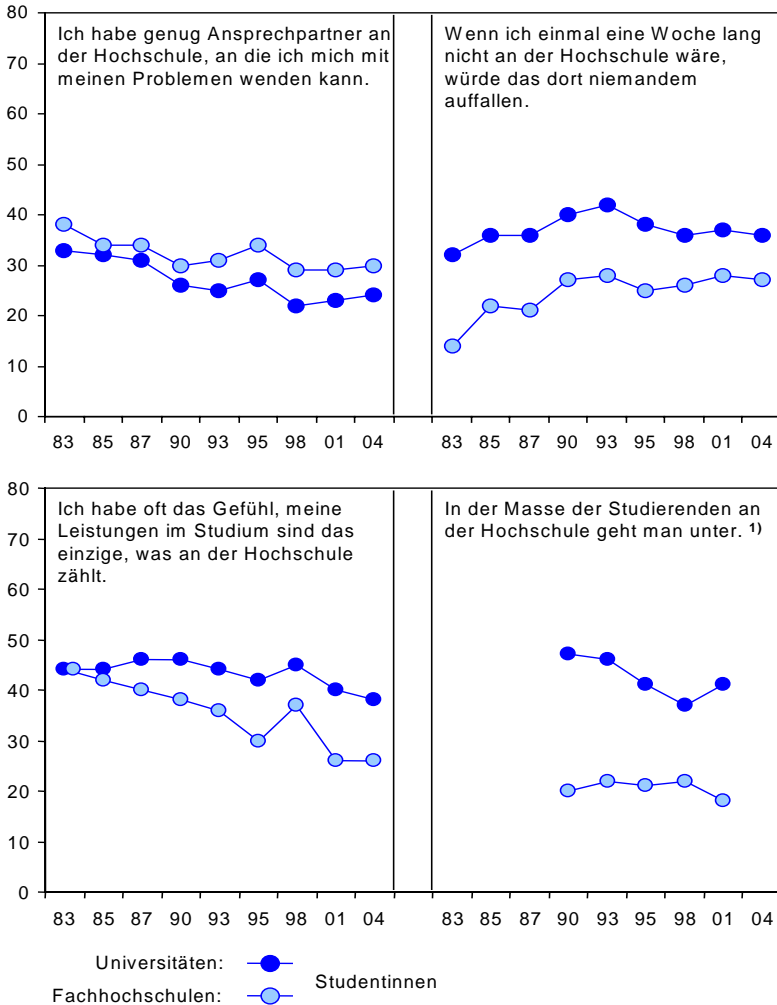 80
70
60
50
40
30
20
10
0
Ich habe genug Ansprechpartner an
der Hochschule, an die ich mich mit
meinen Problemen wenden kann.
Wenn ich einmal eine Woche lang
nicht an der Hochschule wäre,
würde das dort niemandem
auffallen.
83 85 87 90 93 95 98 01 04
83 85 87 90 93 95 98 01 04
80
70
60
50
40
30
20
10
0
Ich habe oft das Gefühl, meine
Leistungen im Studium sind das
einzige, was an der Hochschule
zählt.
In der Masse der Studierenden an
der Hochschule geht man unter. 1)
83 85 87 90 93 95 98 01 04
83 85 87 90 93 95 98 01 04
Universitäten:
Studentinnen
Fachhochschulen: